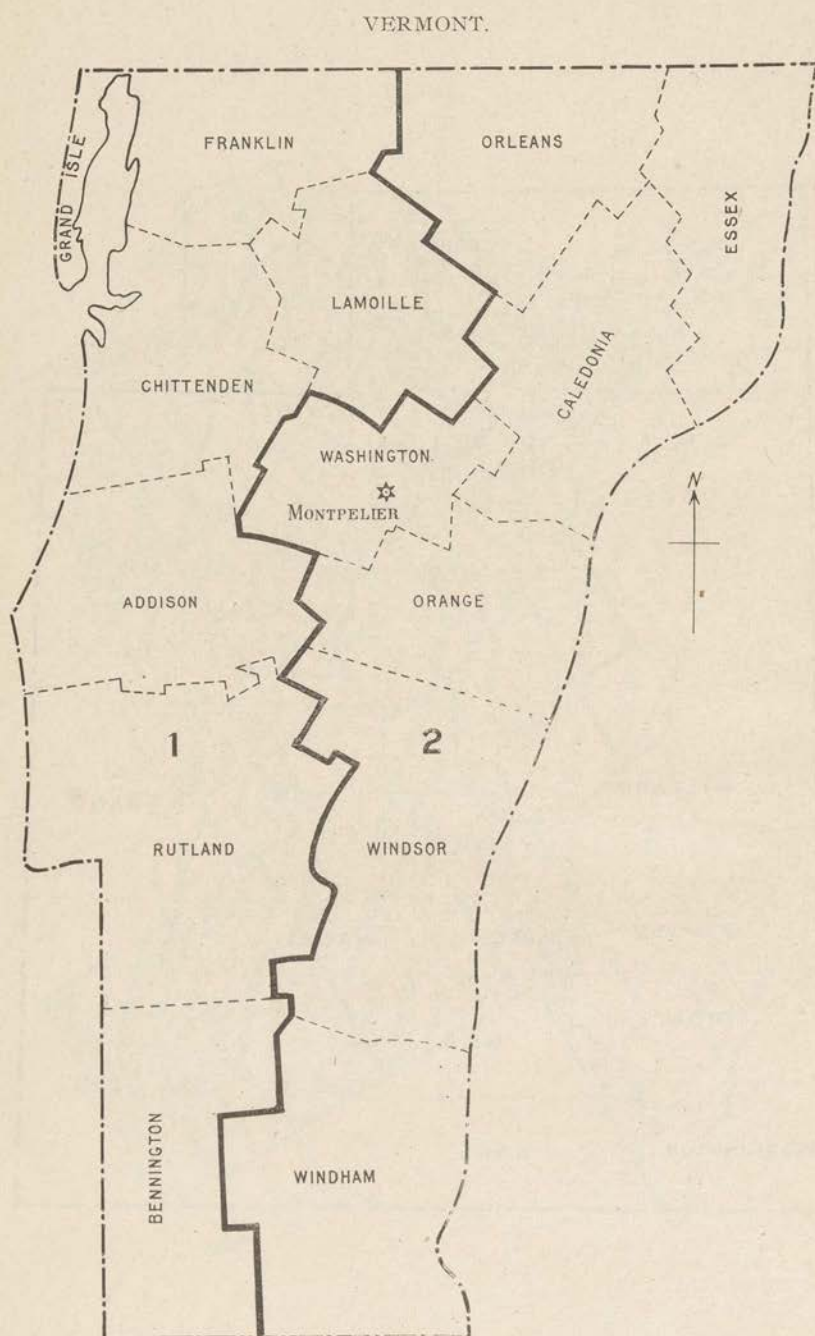 VERMONT.
FRANKLIN
ORLEANS
GRAND ISLE
ESSEX
LAMOILLE
CHITTENDEN
CALEDONIA
WASHINGTON.
MONTPELIER
N
ADDISON
ORANGE
1
2
RUTLAND
WINDSOR
BENNINGTON
WINDHAM